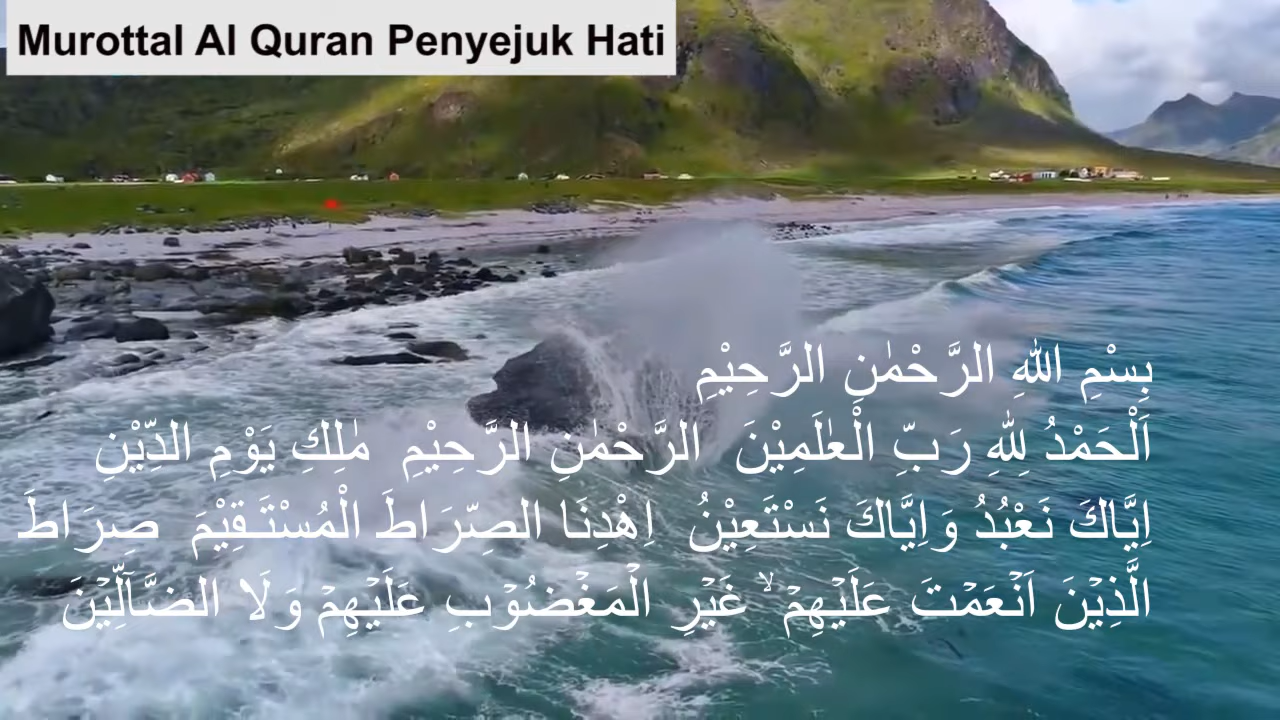 Murottal Al Quran Penyejuk Hati
بِسْمِ اللهِ الرَّحْمٰنِ الرَّحِيْمِ
اَلْحَمْدُ لِلّٰهِ رَبِّ الْعٰلَمِيْنَ الرَّحْمٰنِ الرَّحِيْمِ مٰلِكِ يَوْمِ الدِّيْنِ
اِيَّاكَ نَعْبُدُ وَاِيَّاكَ نَسْتَعِيْنُ اِهْدِنَا الصِّرَاطَ الْمُسْتَقِيْمَ صِرَاطَ
الَّذِيْنَ اَنْعَمْتَ عَلَيْهِمْ ۙ غَيْرِ الْمَغْضُوْبِ عَلَيْهِمْ وَلَا الضَّاۤلِّيْنَ